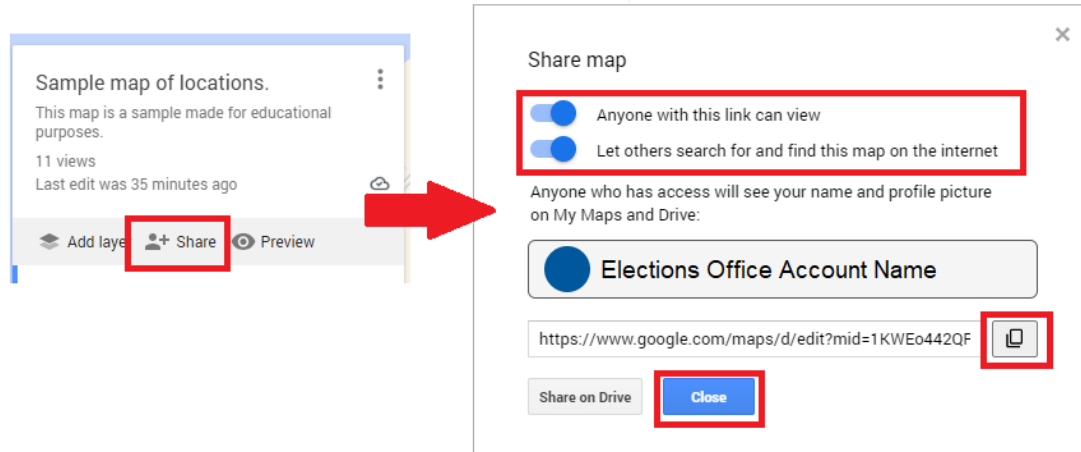 Sample map of locations.
This map is a sample made for educational
purposes.
11 views
Last edit was 35 minutes ago
Add laye Share Preview
Share map
Anyone with this link can view
Let others search for and find this map on the internet
Anyone who has access will see your name and profile picture
on My Maps and Drive:
Elections Office Account Name
https://www.google.com/maps/d/edit?mid=1KWEo442QF
Share on Drive Close